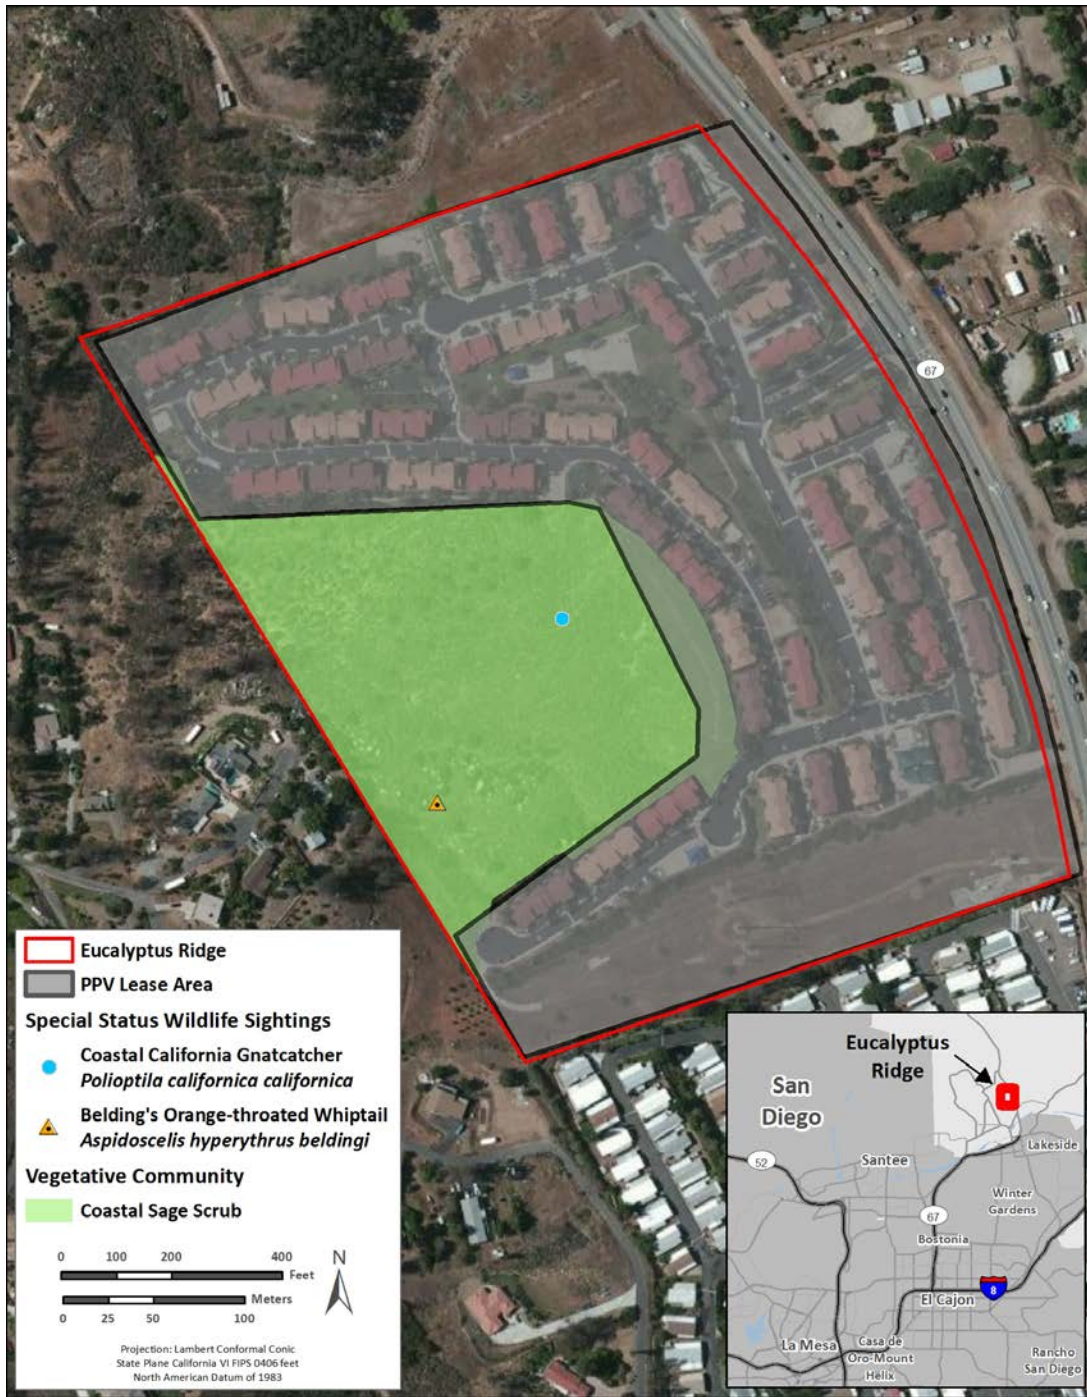 67
Eucalyptus Ridge
PPV Lease Area
Special Status Wildlife Sightings
Coastal California Gnatcatcher
Polioptila californica californica
Belding's Orange-throated Whiptail
Aspidoscelis hyperythrus beldingi
Vegetative Community
Coastal Sage Scrub
0 100 200 400
Feet
Meters
0 25 50 100
N
Projection: Lambert Conformal Conic
State Plane California VI FIPS 0406 feet
North American Datum of 1983
Eucalyptus
Ridge
San
Diego
Lakeside
52
Santee
Winter
Gardens
67
Bostonia
8
El Cajon
La Mesa
Casa de
Oro-Mount
Helix
Rancho
San Diego